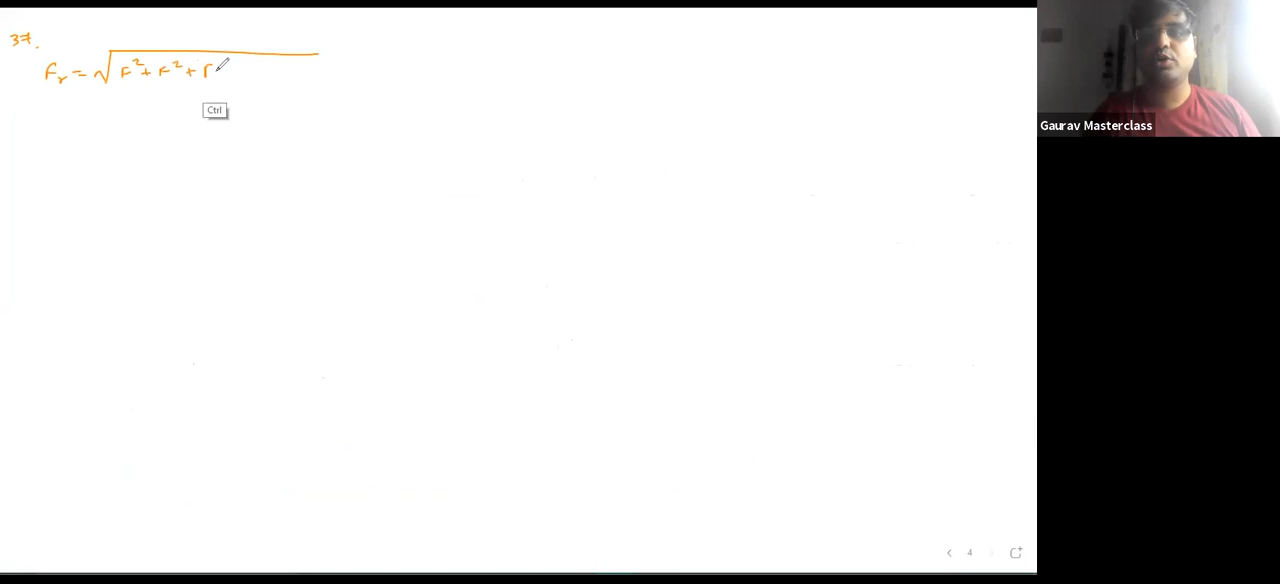 37.
Fr = √F²+F²+F
Ctrl
Gaurav Masterclass
4